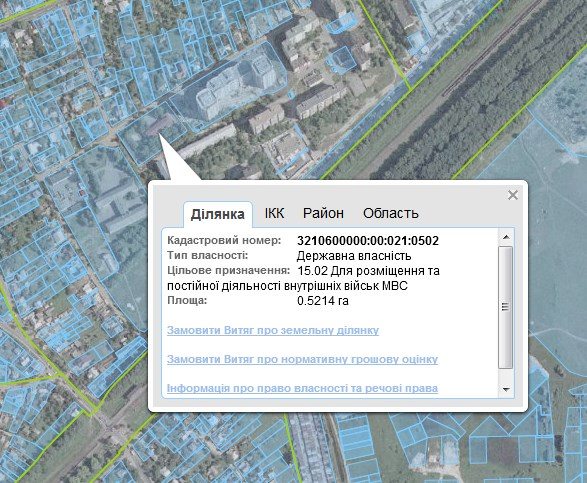 Ділянка ІКК Район Область
Кадастровий номер: 3210600000:00:021:0502
Тип власності: Державна власність
Цільове призначення: 15.02 Для розміщення та
постійної діяльності внутрішніх військ МВС
Площа: 0.5214 га
Замовити Витяг про земельну ділянку
Замовити Витяг про нормативну грошову оцінку
Інформація про право власності та речові права